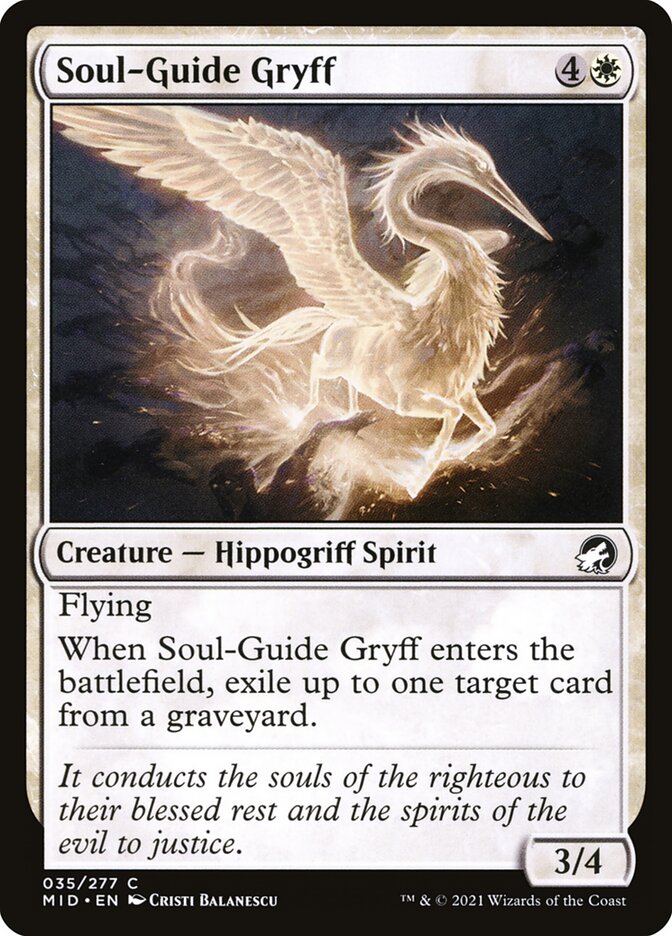 Soul-Guide Gryff 4
Creature — Hippogriff Spirit
Flying
When Soul-Guide Gryff enters the
battlefield, exile up to one target card
from a graveyard.
It conducts the souls of the righteous to
their blessed rest and the spirits of the
evil to justice.
3/4
035/277 C
MID • EN Cristi Balanescu
™ & © 2021 Wizards of the Coast